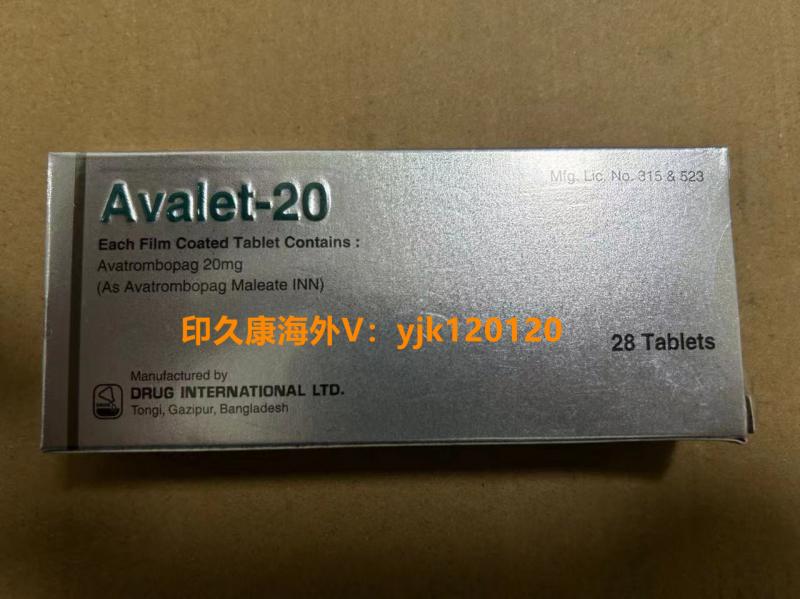 Mfg. Lic. No. 315 & 523
Avalet-20
Each Film Coated Tablet Contains :
Avatrombopag 20mg
(As Avatrombopag Maleate INN)
印久康海外V：yjk120120
28 Tablets
Manufactured by
DRUG INTERNATIONAL LTD.
Tongi, Gazipur, Bangladesh